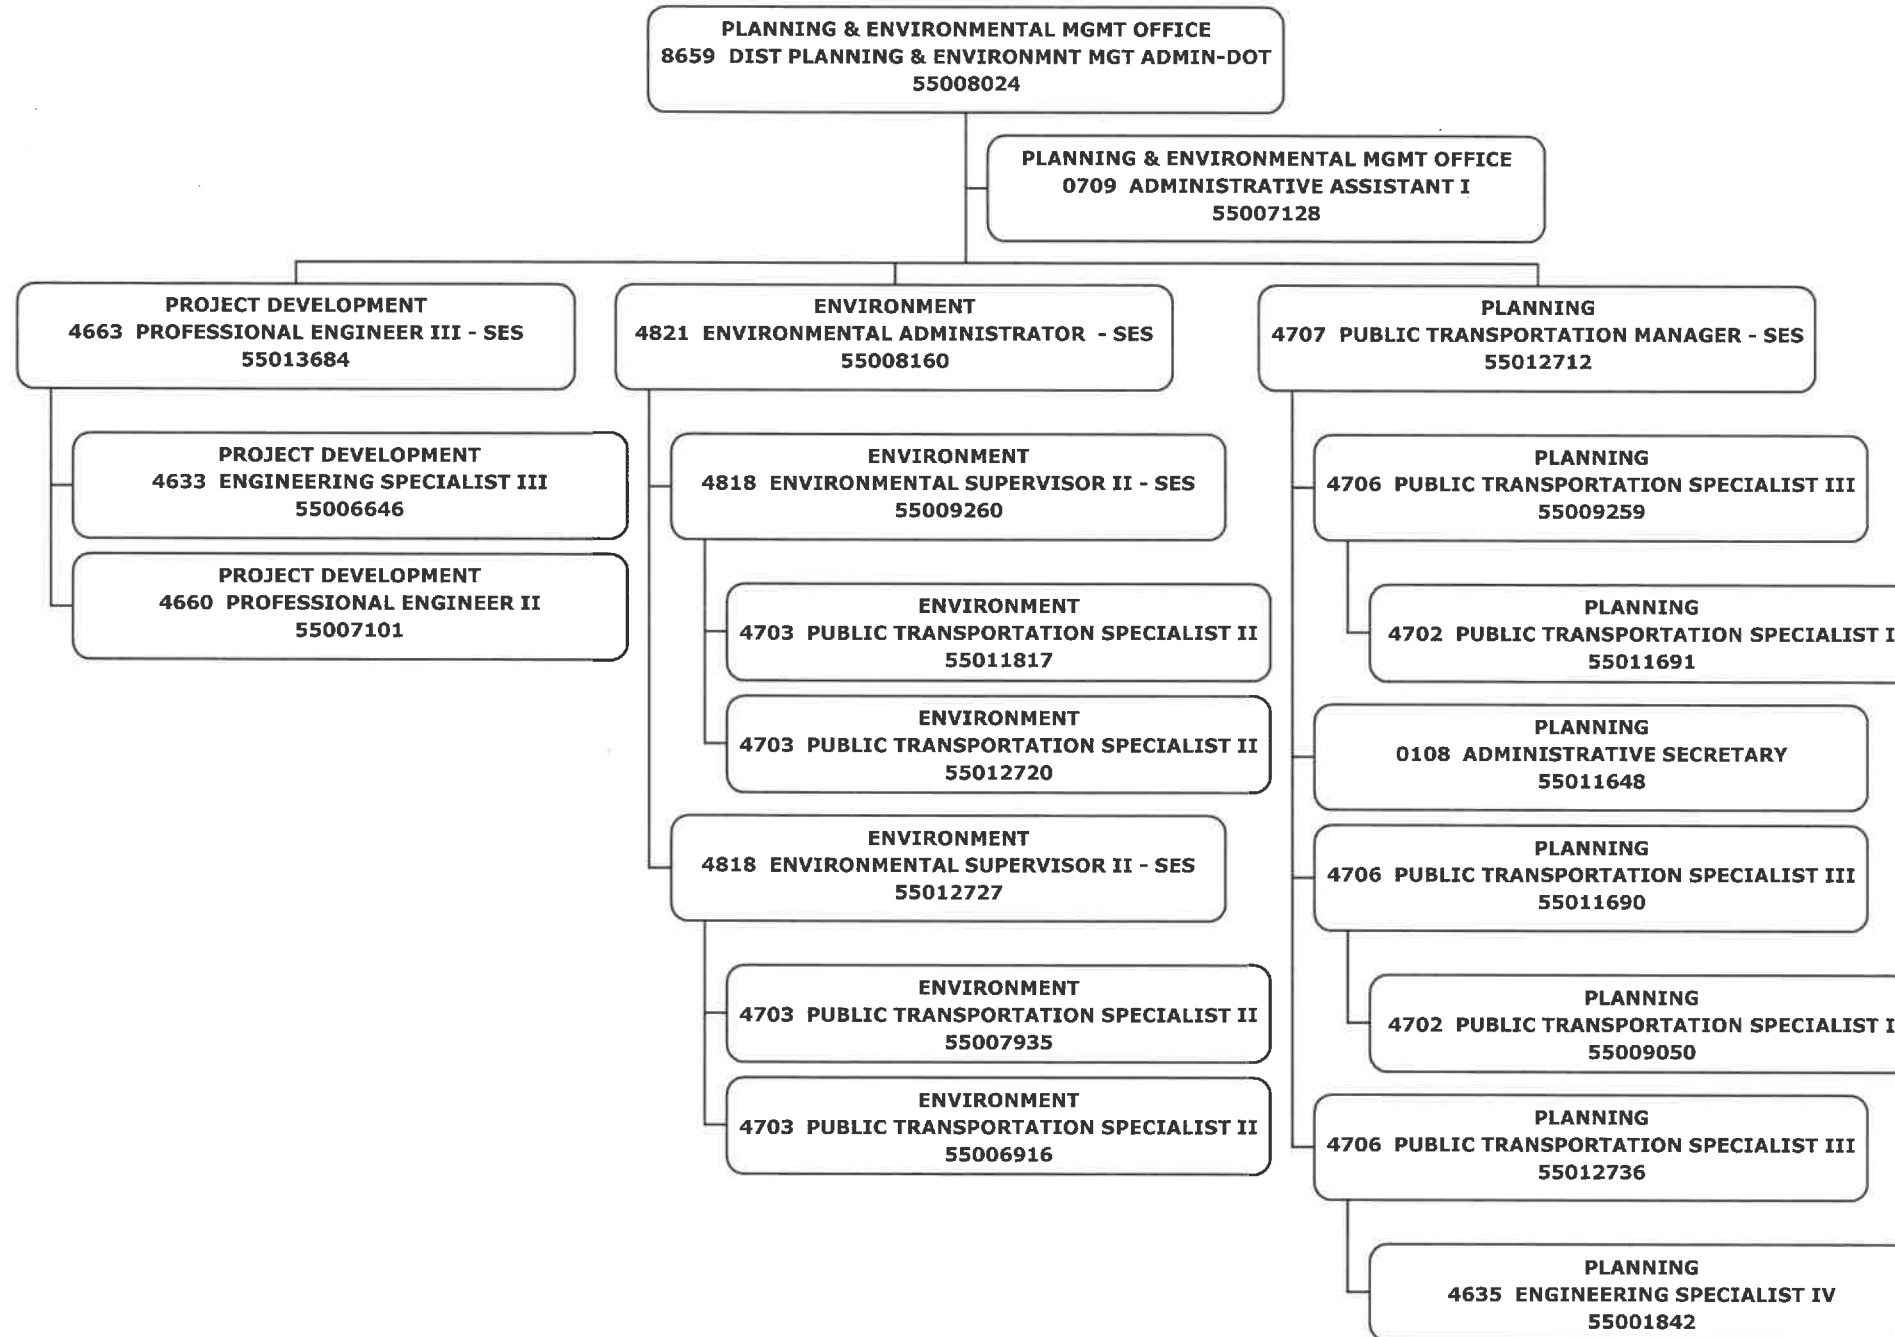 PLANNING & ENVIRONMENTAL MGMT OFFICE
8659 DIST PLANNING & ENVIRONMNT MGT ADMIN-DOT
55008024
PLANNING & ENVIRONMENTAL MGMT OFFICE
0709 ADMINISTRATIVE ASSISTANT I
55007128
PROJECT DEVELOPMENT
4663 PROFESSIONAL ENGINEER III - SES
55013684
PROJECT DEVELOPMENT
4633 ENGINEERING SPECIALIST III
55006646
PROJECT DEVELOPMENT
4660 PROFESSIONAL ENGINEER II
55007101
ENVIRONMENT
4821 ENVIRONMENTAL ADMINISTRATOR - SES
55008160
ENVIRONMENT
4818 ENVIRONMENTAL SUPERVISOR II - SES
55009260
ENVIRONMENT
4703 PUBLIC TRANSPORTATION SPECIALIST II
55011817
ENVIRONMENT
4703 PUBLIC TRANSPORTATION SPECIALIST II
55012720
ENVIRONMENT
4818 ENVIRONMENTAL SUPERVISOR II - SES
55012727
ENVIRONMENT
4703 PUBLIC TRANSPORTATION SPECIALIST II
55007935
ENVIRONMENT
4703 PUBLIC TRANSPORTATION SPECIALIST II
55006916
PLANNING
4707 PUBLIC TRANSPORTATION MANAGER - SES
55012712
PLANNING
4706 PUBLIC TRANSPORTATION SPECIALIST III
55009259
PLANNING
4702 PUBLIC TRANSPORTATION SPECIALIST I
55011691
PLANNING
0108 ADMINISTRATIVE SECRETARY
55011648
PLANNING
4706 PUBLIC TRANSPORTATION SPECIALIST III
55011690
PLANNING
4702 PUBLIC TRANSPORTATION SPECIALIST I
55009050
PLANNING
4706 PUBLIC TRANSPORTATION SPECIALIST III
55012736
PLANNING
4635 ENGINEERING SPECIALIST IV
55001842